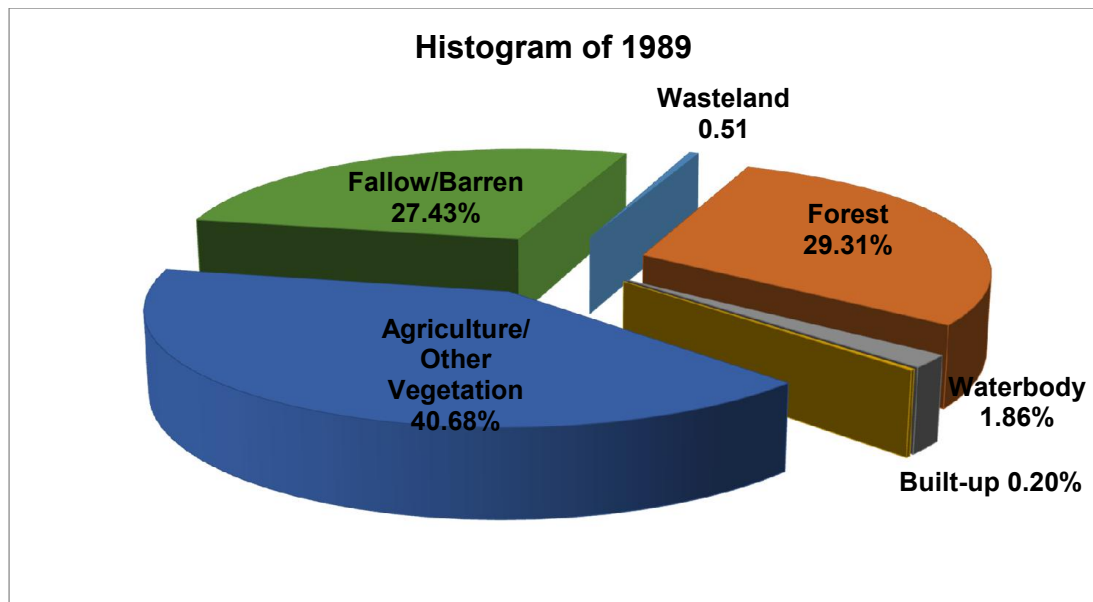 Histogram of 1989
Wasteland
0.51
Fallow/Barren
27.43%
Forest
29.31%
Agriculture/
Other
Vegetation
40.68%
Waterbody
1.86%
Built-up 0.20%